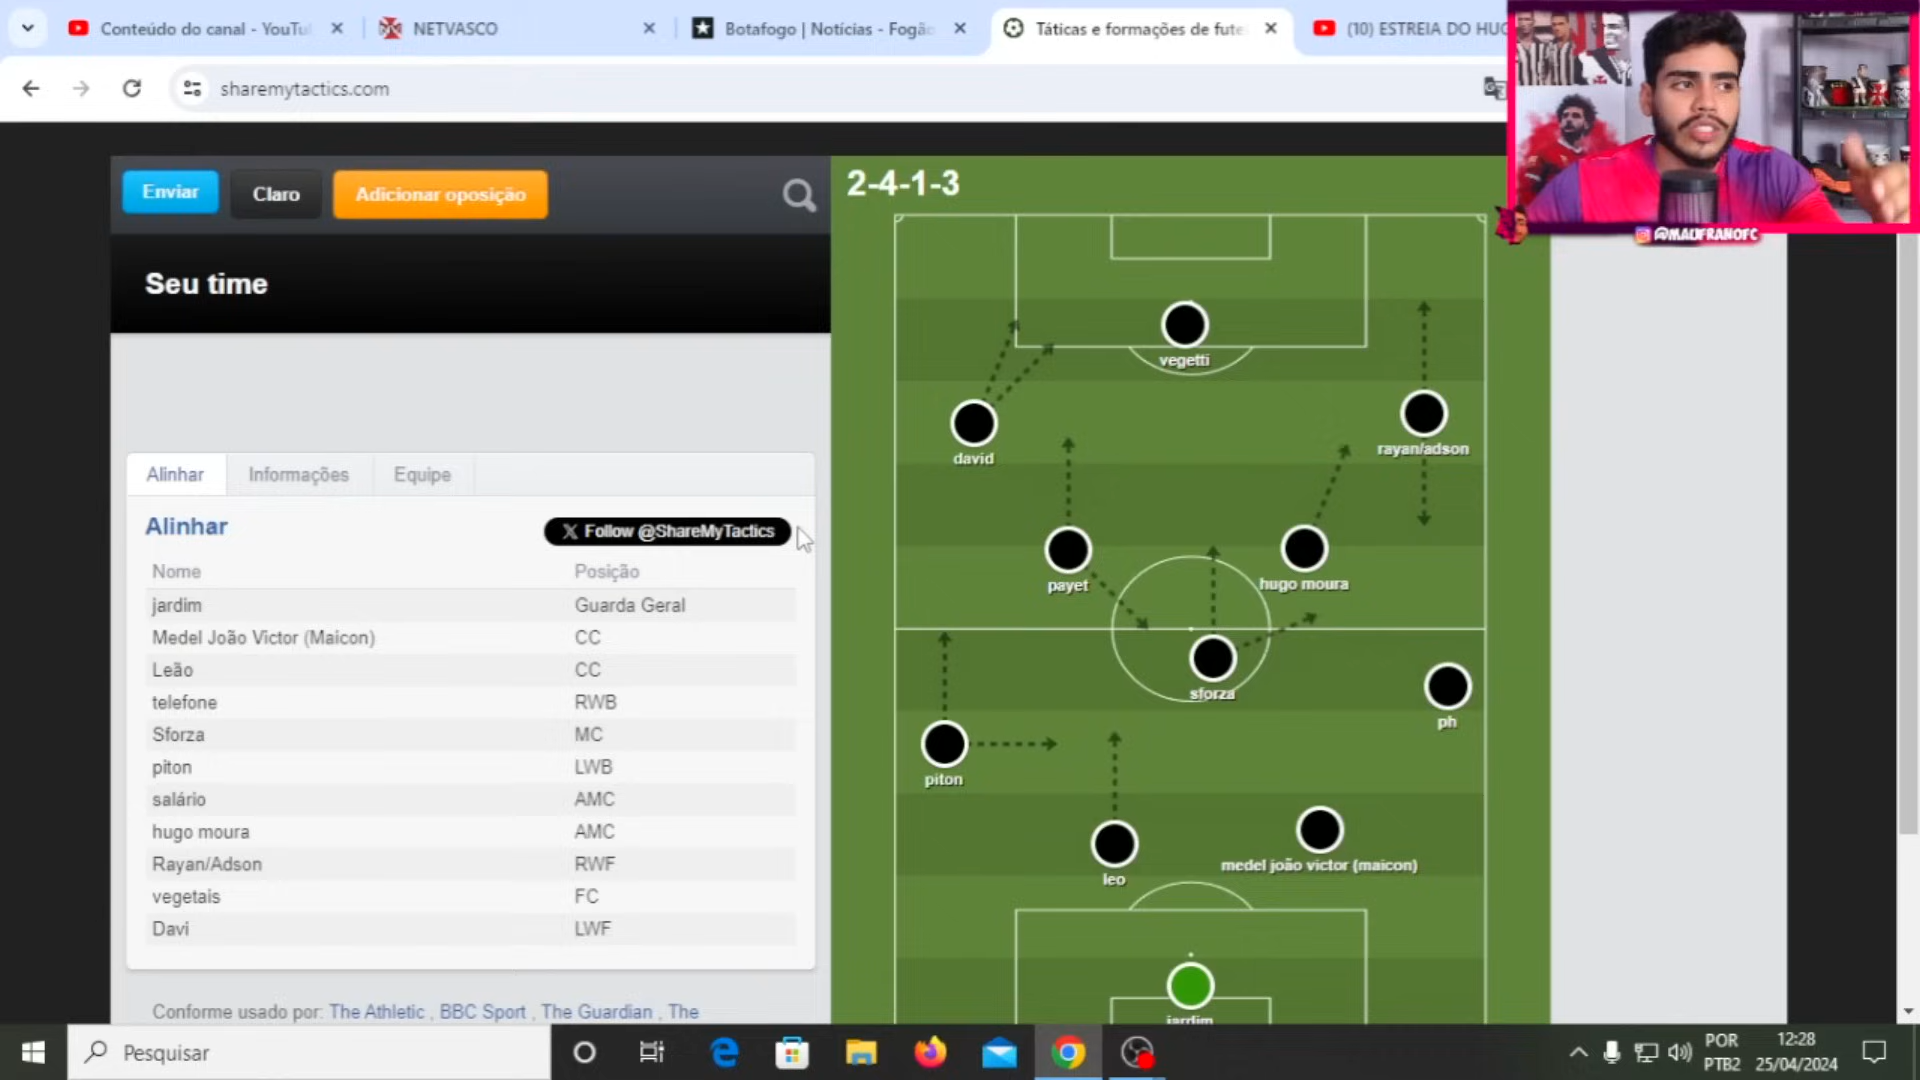 Conteúdo do canal - YouTu
NETVASCO
Botafogo | Notícias - Fogão
Táticas e formações de fute
(10) ESTREIA DO HUG
sharemytactics.com
@MAUFRANOFC
Enviar
Claro
Adicionar oposição
2-4-1-3
Seu time
vegetti
david
rayan/adson
payet
hugo moura
sforza
ph
piton
leo
medel joão victor (maicon)
jardim
Alinhar
Informações
Equipe
Alinhar
X Follow @ShareMyTactics
Nome Posição
jardim Guarda Geral
Medel João Victor (Maicon) CC
Leão CC
telefone RWB
Sforza MC
piton LWB
salário AMC
hugo moura AMC
Rayan/Adson RWF
vegetais FC
Davi LWF
Conforme usado por: The Athletic , BBC Sport , The Guardian , The
Pesquisar
POR
PTB2
12:28
25/04/2024